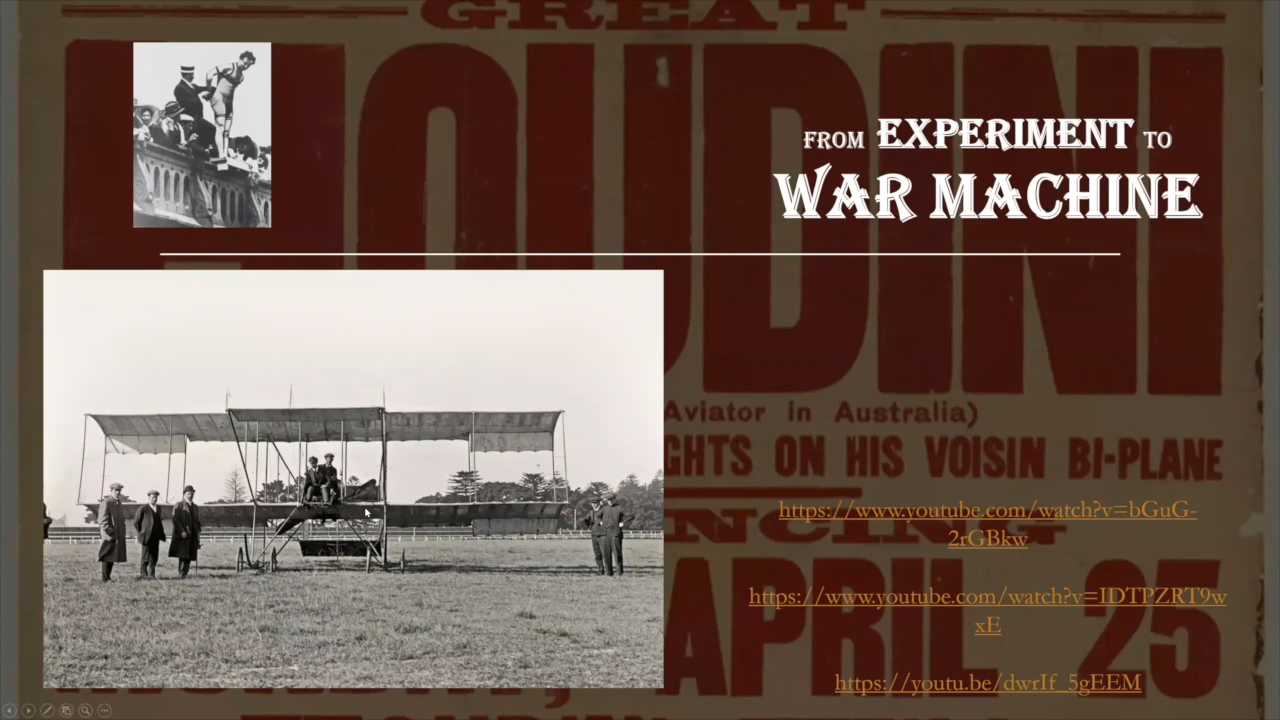 GREAT
HOUDINI
FROM EXPERIMENT TO
WAR MACHINE
Aviator in Australia)
GHTS ON HIS VOISIN BI-PLANE
https://www.youtube.com/watch?v=bGuG-
2rGBkw
NCING
https://www.youtube.com/watch?v=IDTPZRT9w
xE
APRIL 25
https://youtu.be/dwrIf_5gEEM